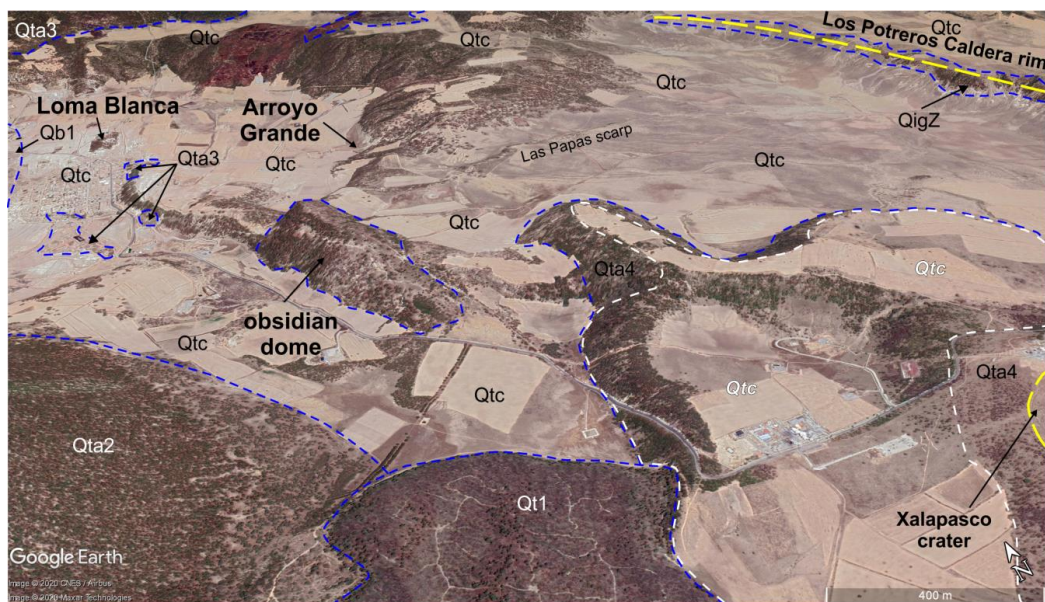 Qta3
Qtc
Qtc
Qtc
Los Potreros Caldera rim
Loma Blanca
Qb1
Arroyo
Grande
Qtc
QigZ
Qta3
Qtc
Qtc
Las Papas scarp
Qtc
Qtc
Qta4
Qtc
obsidian
dome
Qtc
Qtc
Qtc
Qta4
Qta2
Qt1
Xalapasco
crater
Google Earth
Image © 2020 CNES / Airbus
Image © 2020 Maxar Technologies
N
400 m